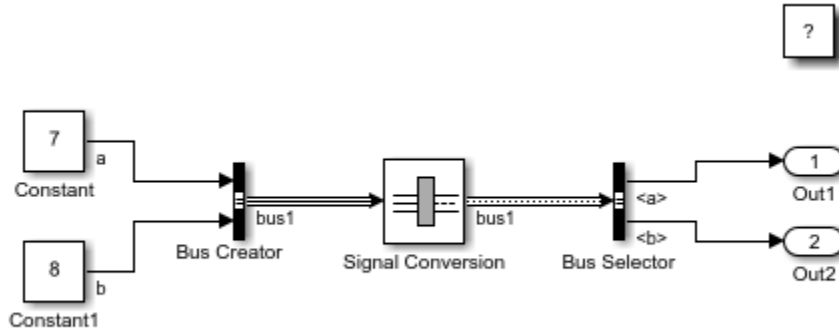 ?
7
a
Constant
8
b
Constant1
bus1
Bus Creator
Signal Conversion
bus1
Bus Selector
<a>
<b>
1
Out1
2
Out2